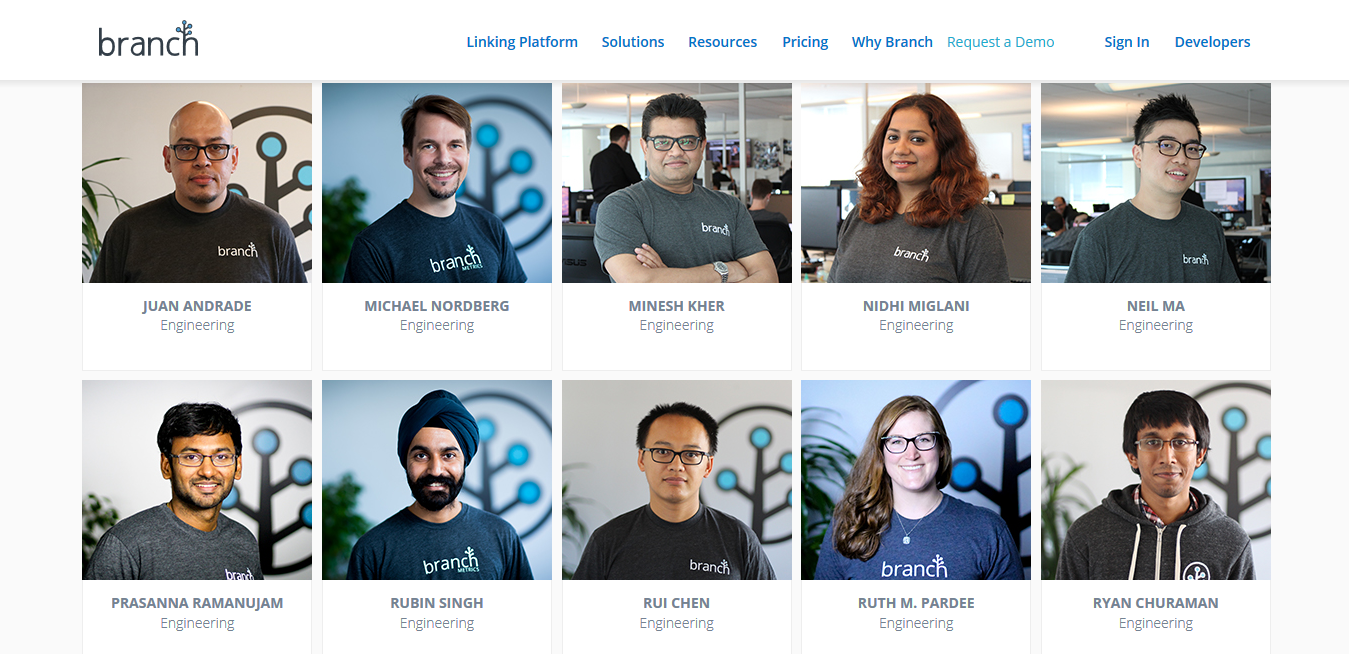 branch
Linking Platform Solutions Resources Pricing Why Branch Request a Demo Sign In Developers
branch
branch
METRICS
branch
branch
branch
JUAN ANDRADE
Engineering
MICHAEL NORDBERG
Engineering
MINESH KHER
Engineering
NIDHI MIGLANI
Engineering
NEIL MA
Engineering
branch
branch
METRICS
branch
branch
PRASANNA RAMANUJAM
Engineering
RUBIN SINGH
Engineering
RUI CHEN
Engineering
RUTH M. PARDEE
Engineering
RYAN CHURAMAN
Engineering